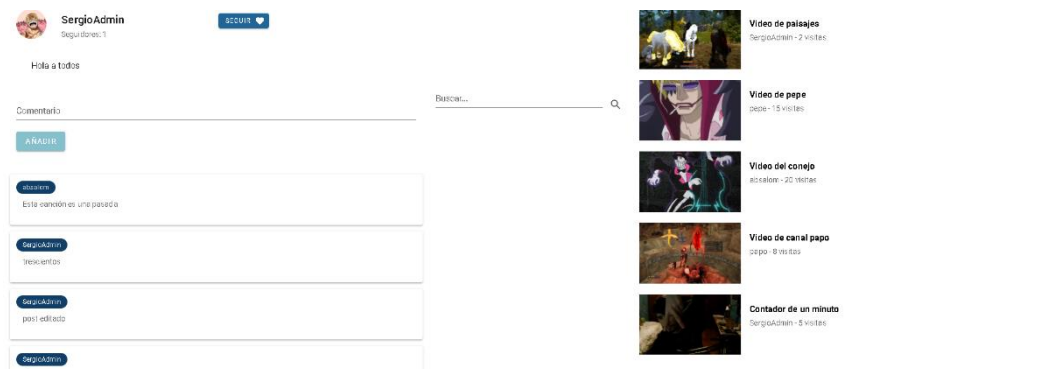 SergioAdmin
Seguidores: 1
SEGUIR
Hola a todos
Comentario
AÑADIR
absalom
Esta canción es una pasada
SergioAdmin
trescientos
SergioAdmin
post editado
SergioAdmin
Buscar...
Video de paisajes
SergioAdmin - 2 visitas
Video de pepe
pepe - 15 visitas
Video del conejo
absalom - 20 visitas
Video de canal papo
papo - 8 visitas
Contador de un minuto
SergioAdmin - 5 visitas